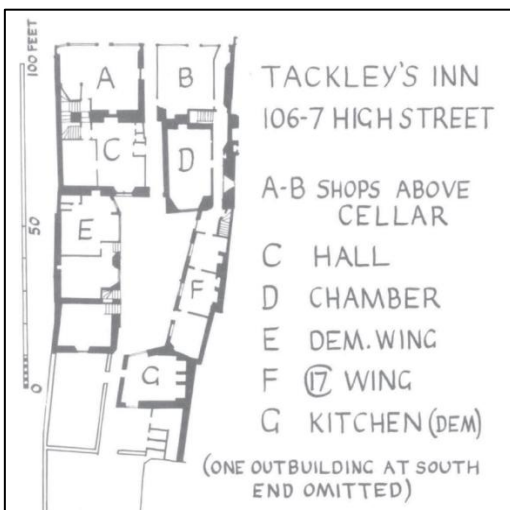 100 FEET
50
0
A
B
C
D
E
F
G
TACKLEY'S INN
106-7 HIGH STREET
A-B SHOPS ABOVE
CELLAR
C HALL
D CHAMBER
E DEM. WING
F 17 WING
G KITCHEN (DEM)
(ONE OUTBUILDING AT SOUTH
END OMITTED)